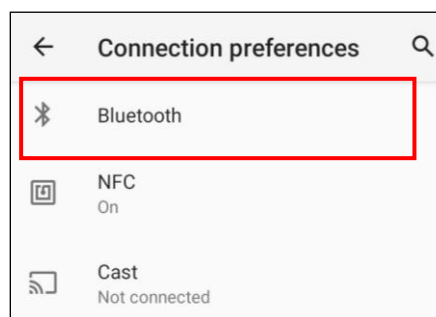 Connection preferences
Bluetooth
NFC
On
Cast
Not connected